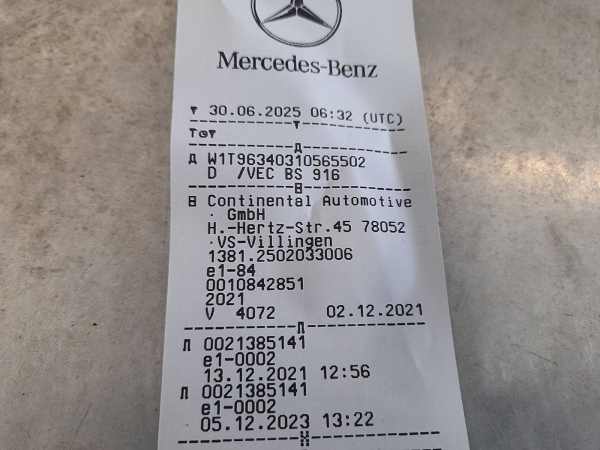 Mercedes-Benz
▼ 30.06.2025 06:32 (UTC)
W1T96340310565502
D /VEC BS 916
Continental Automotive
· GmbH
H.-Hertz-Str.45 78052
·VS-Villingen
1381.2502033006
e1-84
0010842851
2021
V 4072 02.12.2021
0021385141
e1-0002
13.12.2021 12:56
0021385141
e1-0002
05.12.2023 13:22